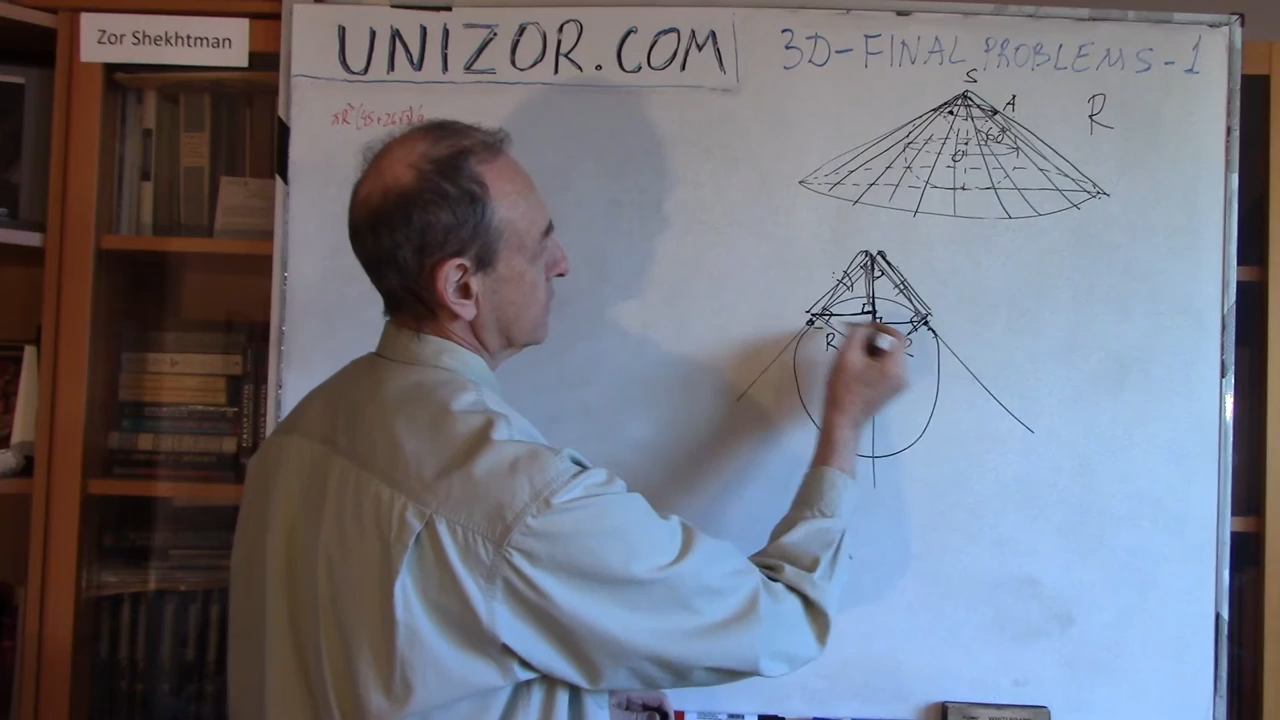 Zor Shekhtman
UNIZOR.COM
3D-FINAL PROBLEMS-1
S
A
R
60°
O
R
R